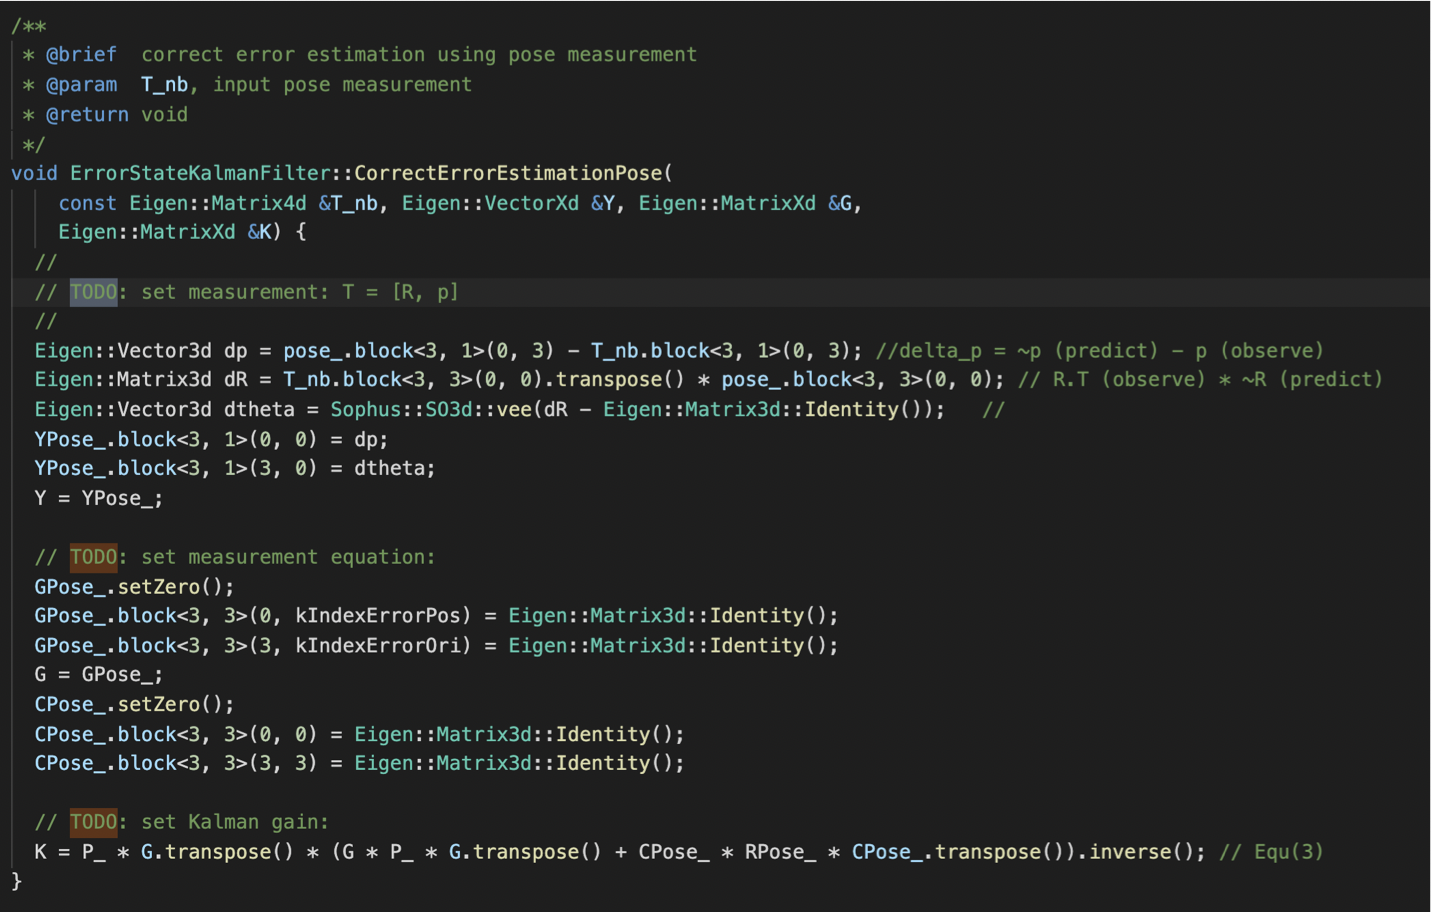 /**
 * @brief  correct error estimation using pose measurement
 * @param  T_nb, input pose measurement
 * @return void
 */
void ErrorStateKalmanFilter::CorrectErrorEstimationPose(
    const Eigen::Matrix4d &T_nb, Eigen::VectorXd &Y, Eigen::MatrixXd &G,
    Eigen::MatrixXd &K) {
  //
  // TODO: set measurement: T = [R, p]
  //
  Eigen::Vector3d dp = pose_.block<3, 1>(0, 3) - T_nb.block<3, 1>(0, 3); //delta_p = ~p (predict) - p (observe)
  Eigen::Matrix3d dR = T_nb.block<3, 3>(0, 0).transpose() * pose_.block<3, 3>(0, 0); // R.T (observe) * ~R (predict)
  Eigen::Vector3d dtheta = Sophus::SO3d::vee(dR - Eigen::Matrix3d::Identity());   //
  YPose_.block<3, 1>(0, 0) = dp;
  YPose_.block<3, 1>(3, 0) = dtheta;
  Y = YPose_;

  // TODO: set measurement equation:
  GPose_.setZero();
  GPose_.block<3, 3>(0, kIndexErrorPos) = Eigen::Matrix3d::Identity();
  GPose_.block<3, 3>(3, kIndexErrorOri) = Eigen::Matrix3d::Identity();
  G = GPose_;
  CPose_.setZero();
  CPose_.block<3, 3>(0, 0) = Eigen::Matrix3d::Identity();
  CPose_.block<3, 3>(3, 3) = Eigen::Matrix3d::Identity();

  // TODO: set Kalman gain:
  K = P_ * G.transpose() * (G * P_ * G.transpose() + CPose_ * RPose_ * CPose_.transpose()).inverse(); // Equ(3)
}